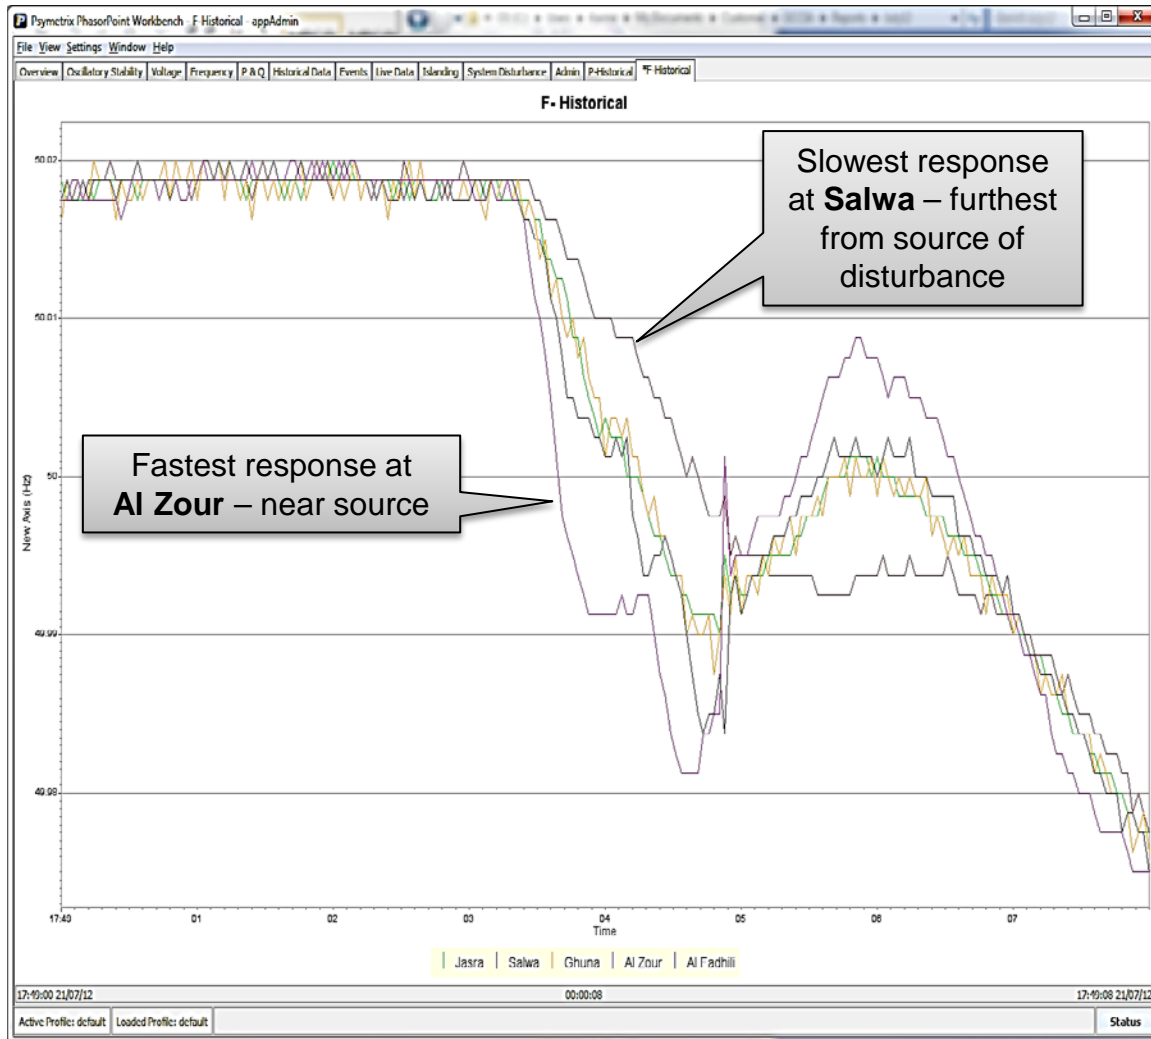 Psymetrix PhasorPoint Workbench - F Historical - appAdmin
File View Settings Window Help
Overview Oscillatory Stability Voltage Frequency P & Q Historical Data Events Live Data Islanding System Disturbance Admin P-Historical *F Historical
F- Historical
50.02
Slowest response
at Salwa – furthest
from source of
disturbance
50.01
Fastest response at
Al Zour – near source
50
New Axis (Hz)
49.99
49.98
17:49 01 02 03 04 05 06 07
Time
Jasra Salwa Ghuna Al Zour Al Fadhili
17:49:00 21/07/12 00:00:08 17:49:08 21/07/12
Active Profile: default Loaded Profile: default Status